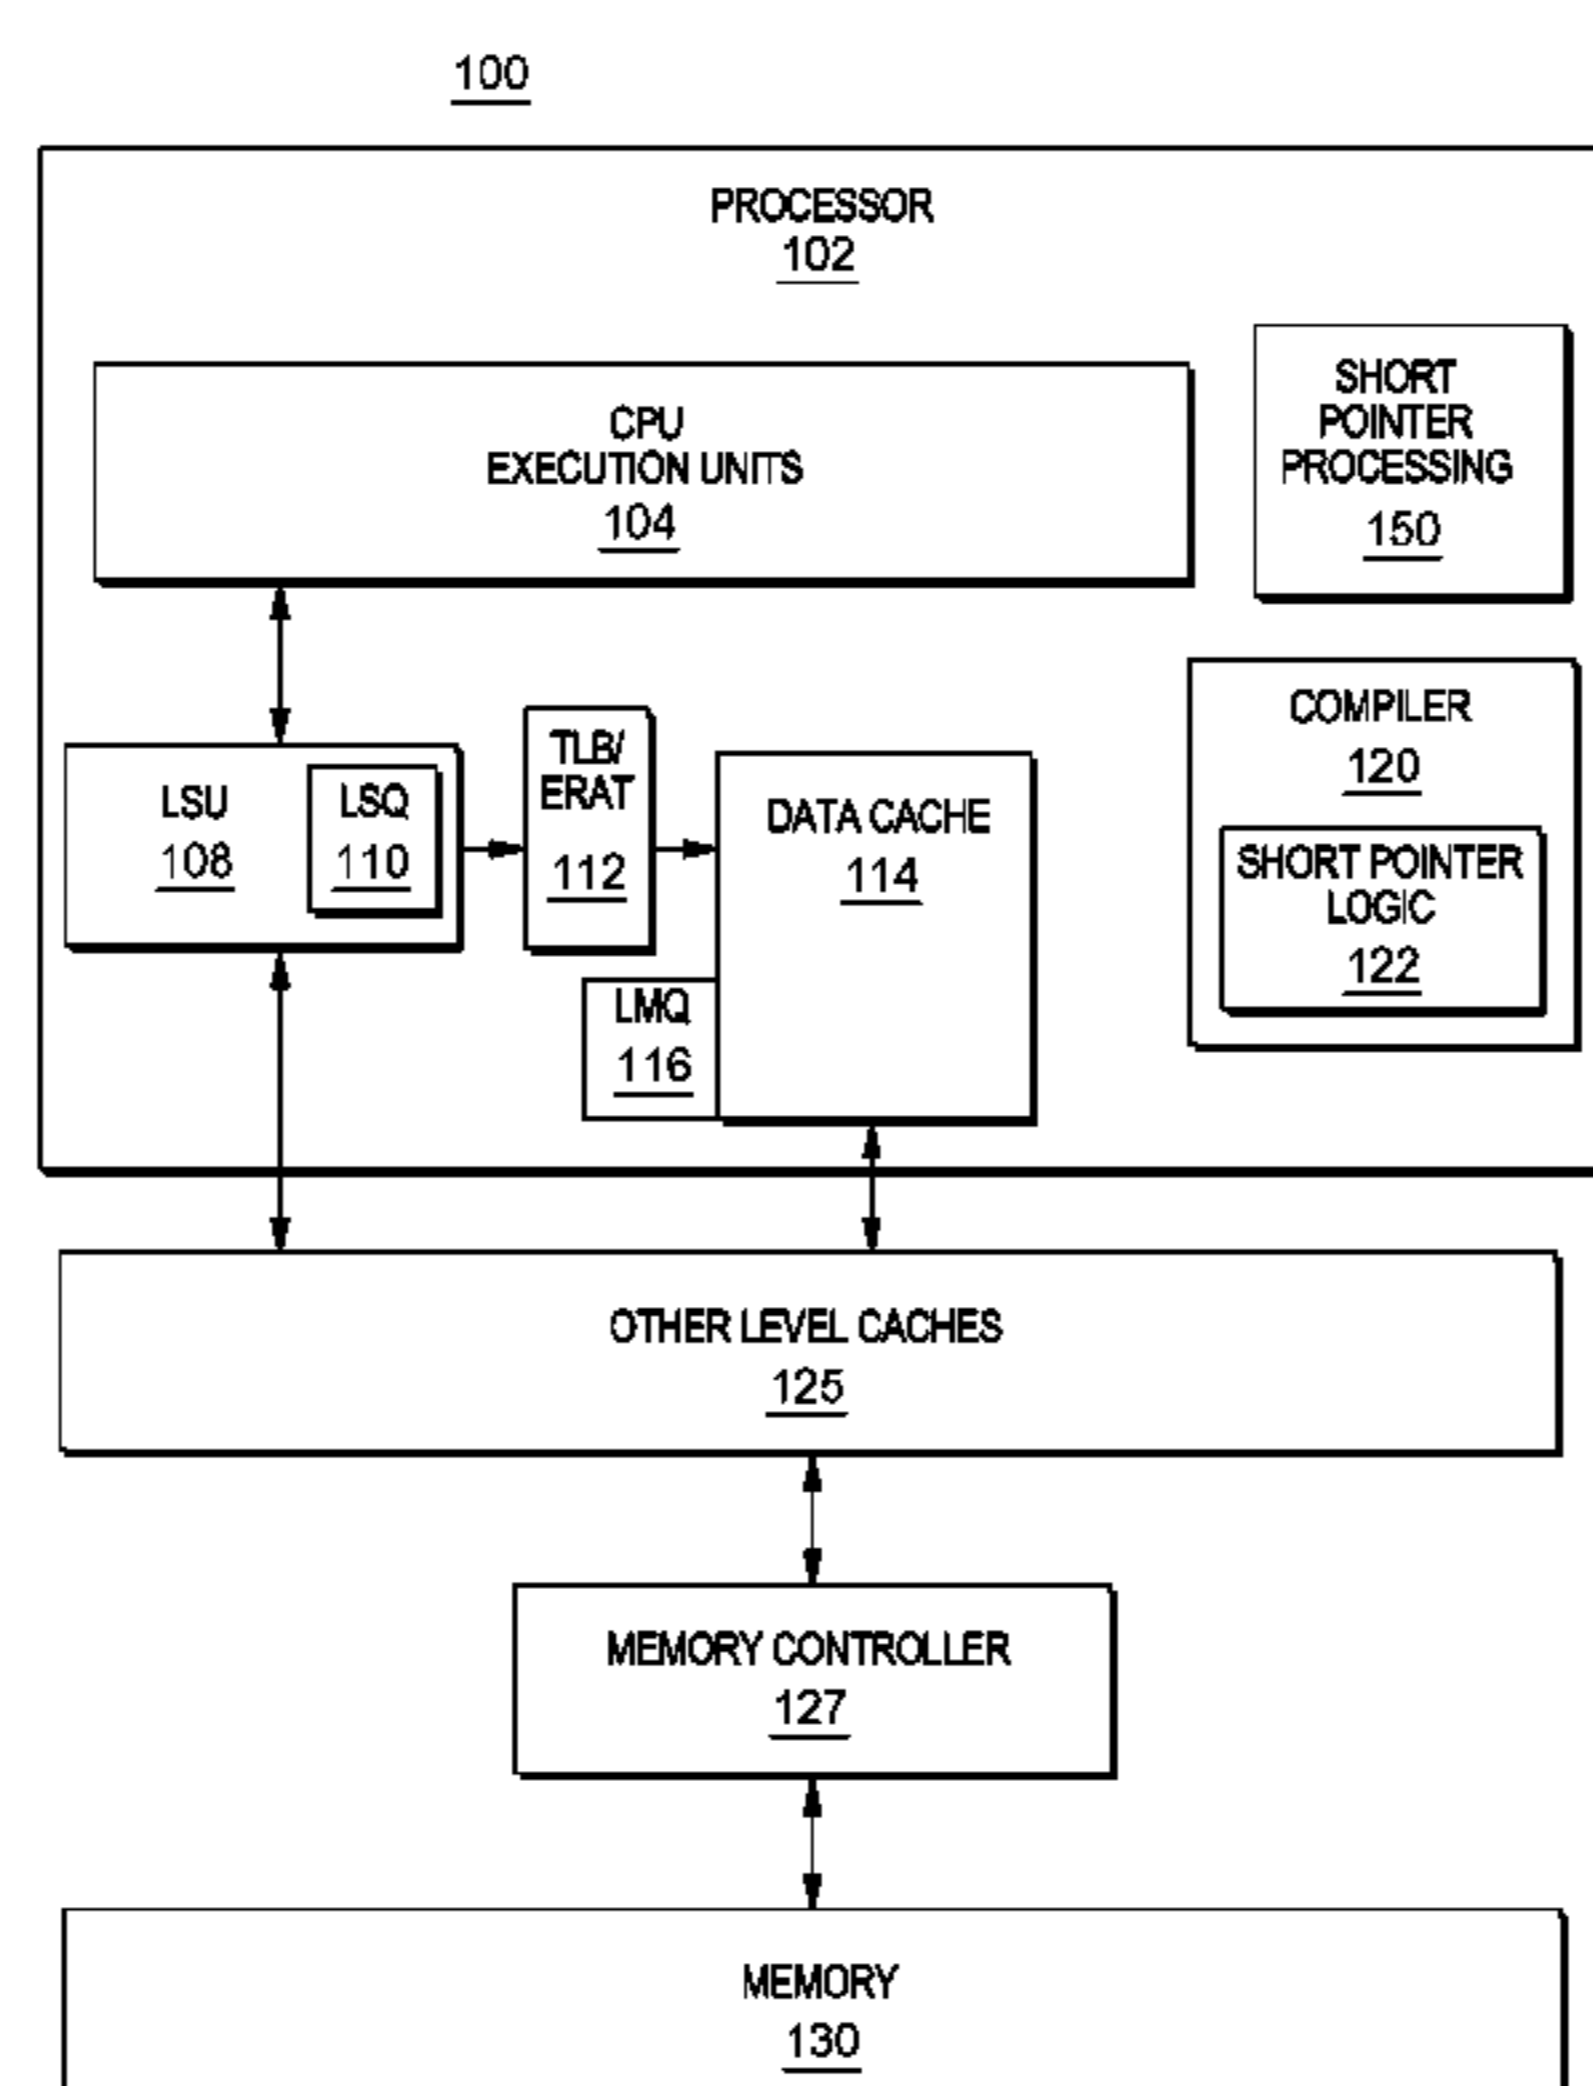 100
PROCESSOR
102
CPU
EXECUTION UNITS
104
SHORT
POINTER
PROCESSING
150
LSU
108
LSQ
110
TLB/
ERAT
112
DATA CACHE
114
LMQ
116
COMPILER
120
SHORT POINTER
LOGIC
122
OTHER LEVEL CACHES
125
MEMORY CONTROLLER
127
MEMORY
130